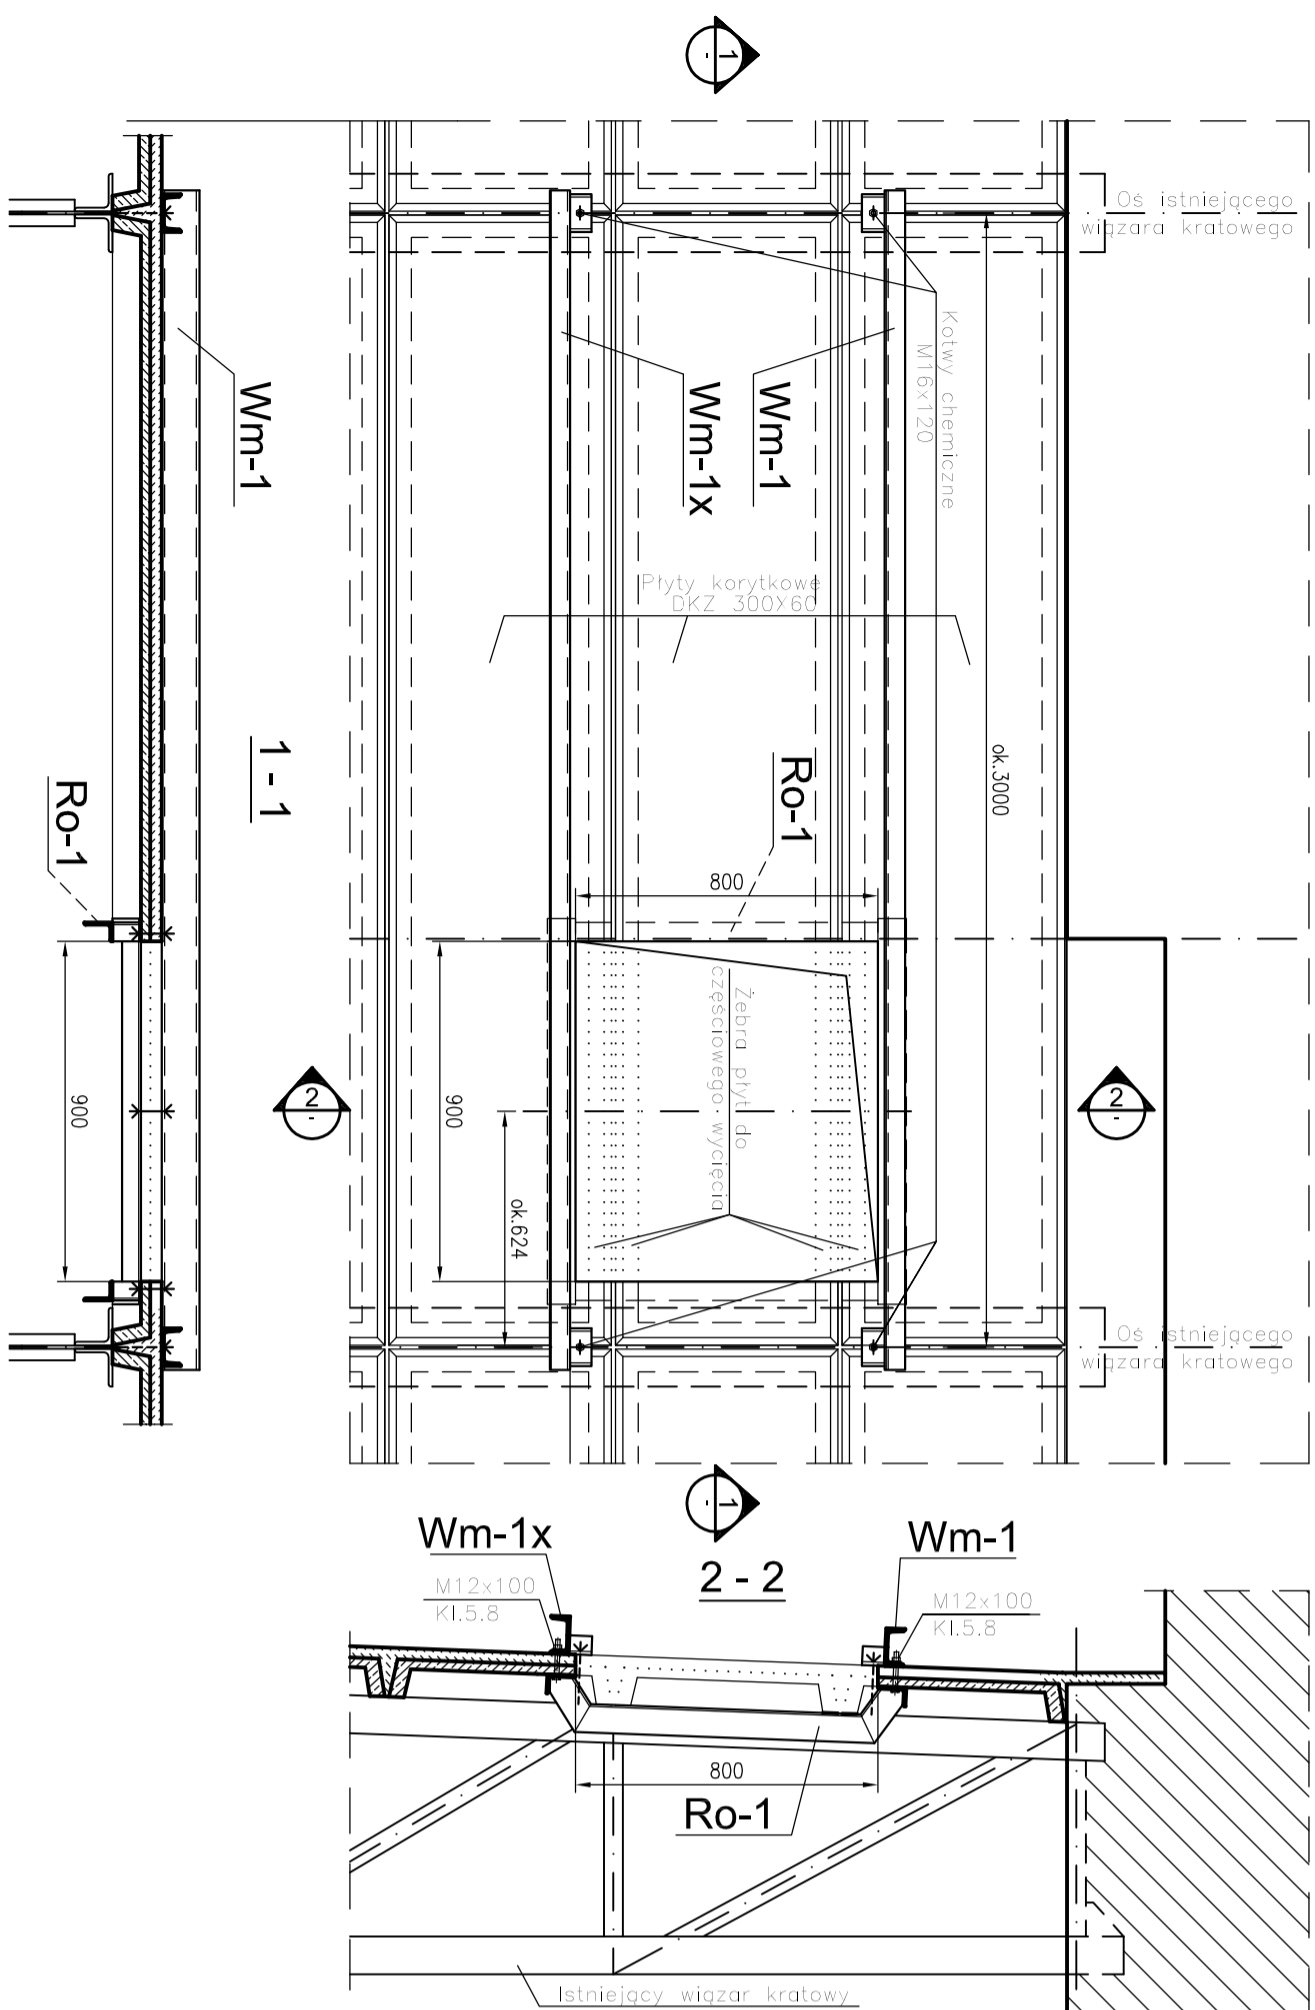 1
-
Oś istniejącego
wiązara kratowego
Kotwy chemiczne
M16x120
Wm-1
Wm-1x
Wm-1
Płyty korytkowe
DKZ 300X60
ok.3000
1 - 1
Ro-1
Ro-1
800
900
900
Żebra płyt do
częściowego wycięcia
ok.624
2
-
2
-
Oś istniejącego
wiązara kratowego
1
-
Wm-1x
M12x100
Kl.5.8
2 - 2
Wm-1
M12x100
Kl.5.8
800
Ro-1
Istniejący wiązar kratowy